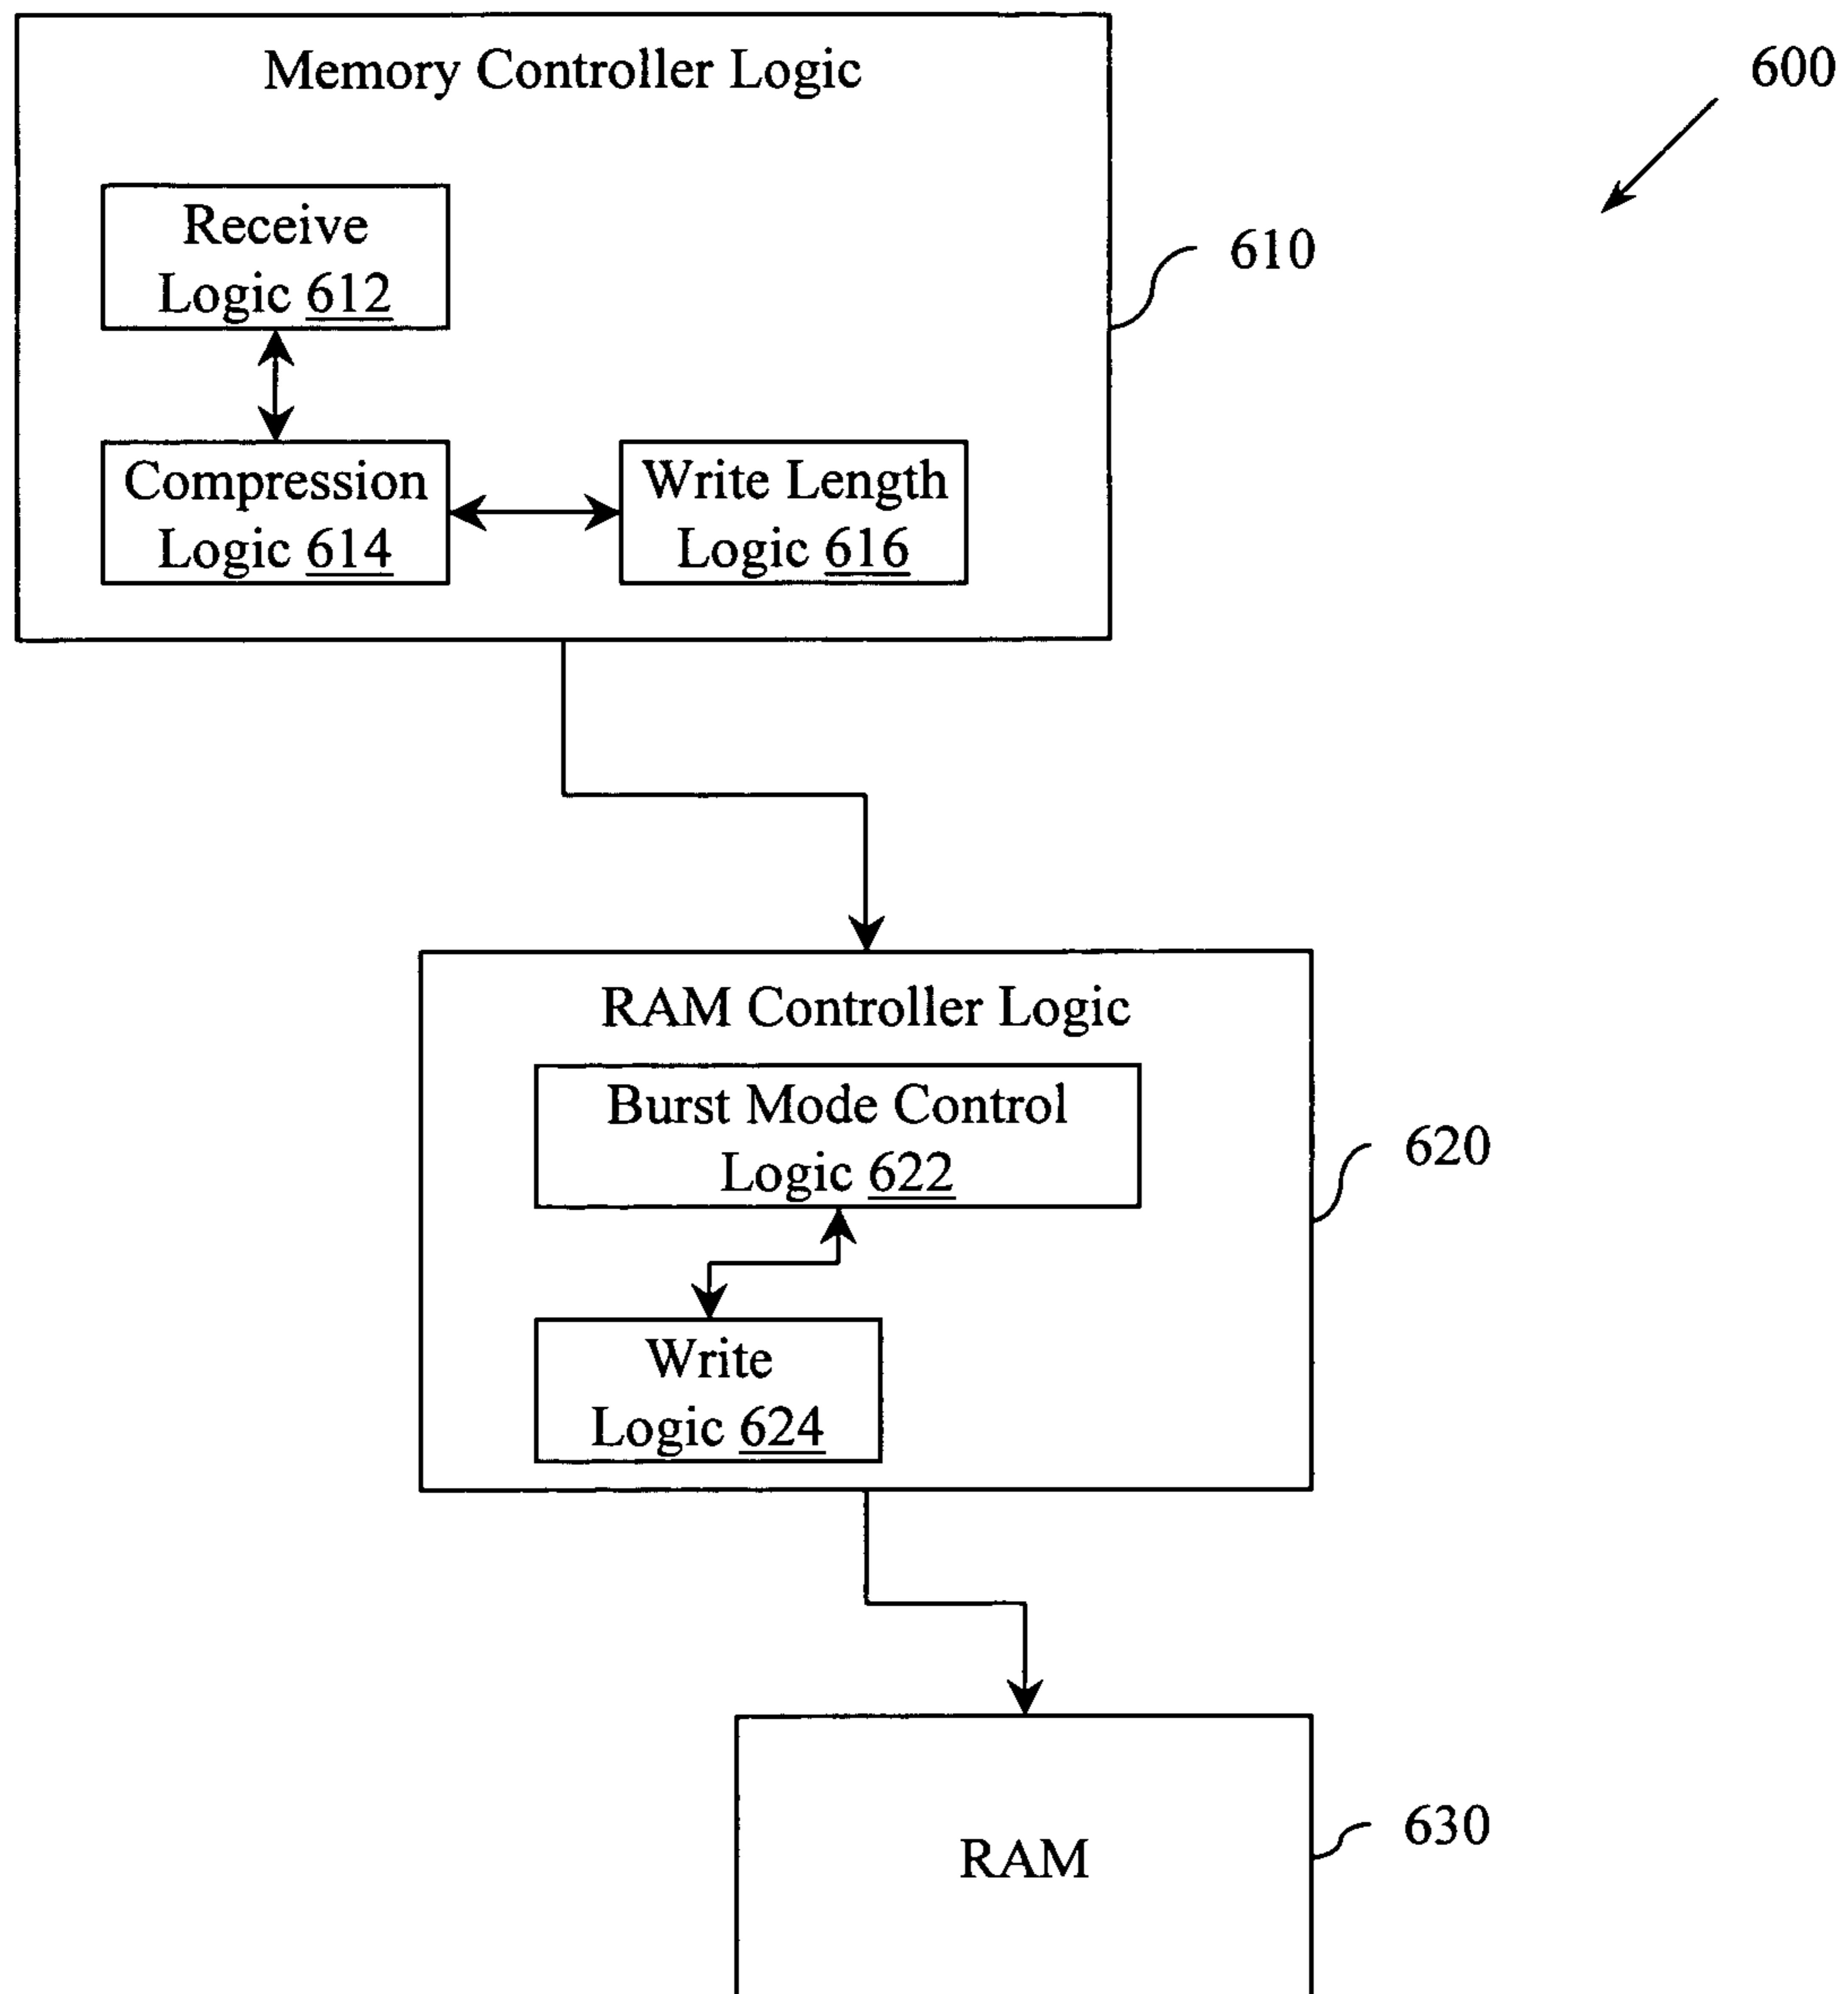 Memory Controller Logic
600
Receive
Logic 612
610
Compression
Logic 614
Write Length
Logic 616
RAM Controller Logic
Burst Mode Control
Logic 622
620
Write
Logic 624
RAM
630